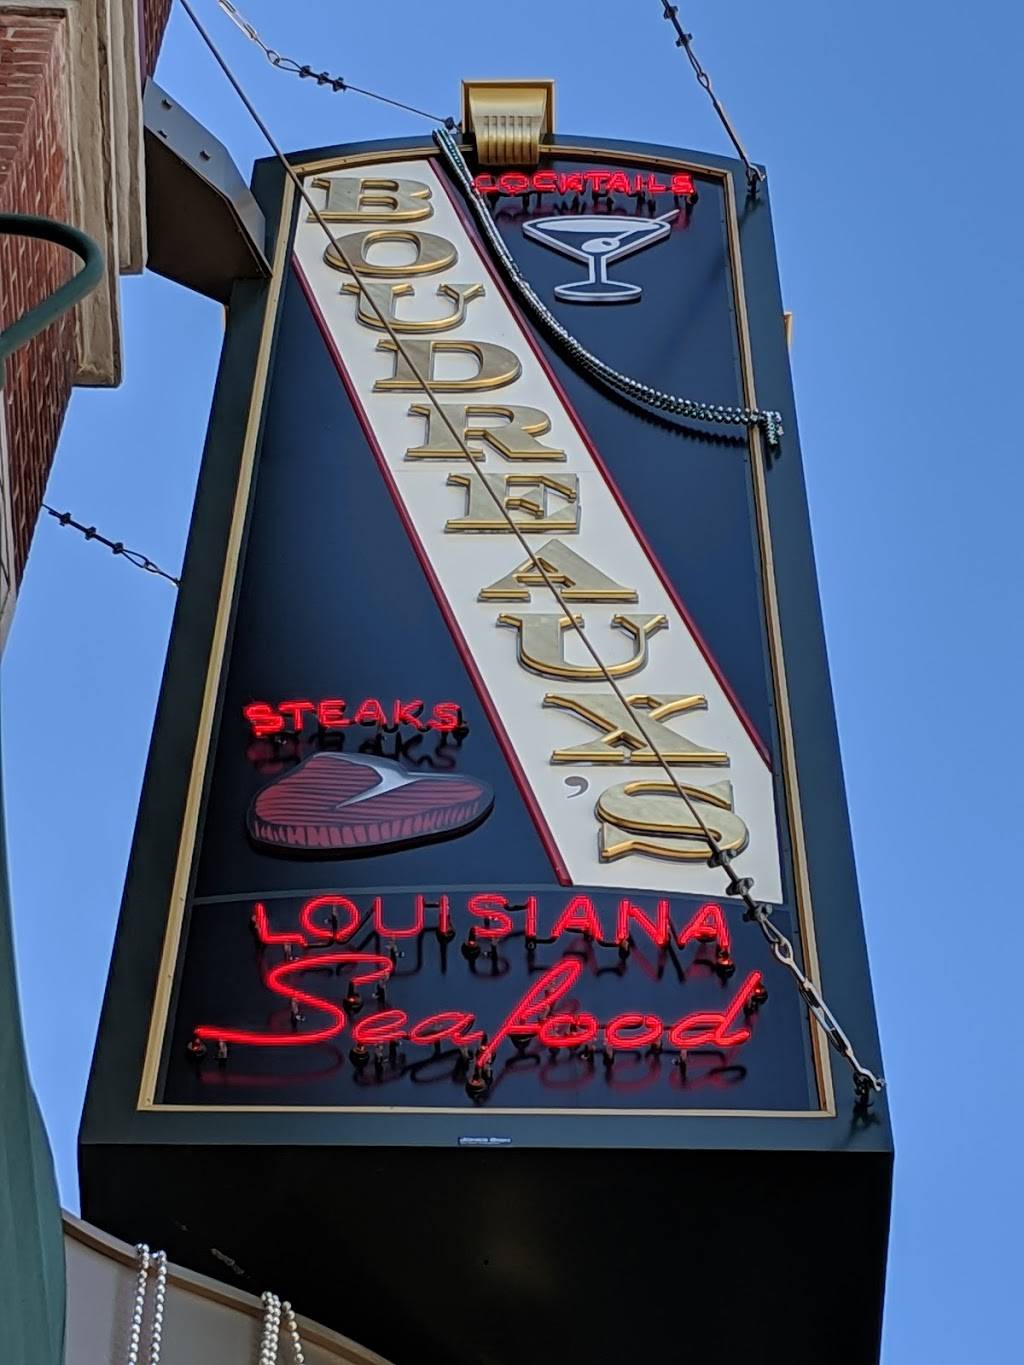 COCKTAILS
BOUDREAUX'S
STEAKS
LOUISIANA
Seafood